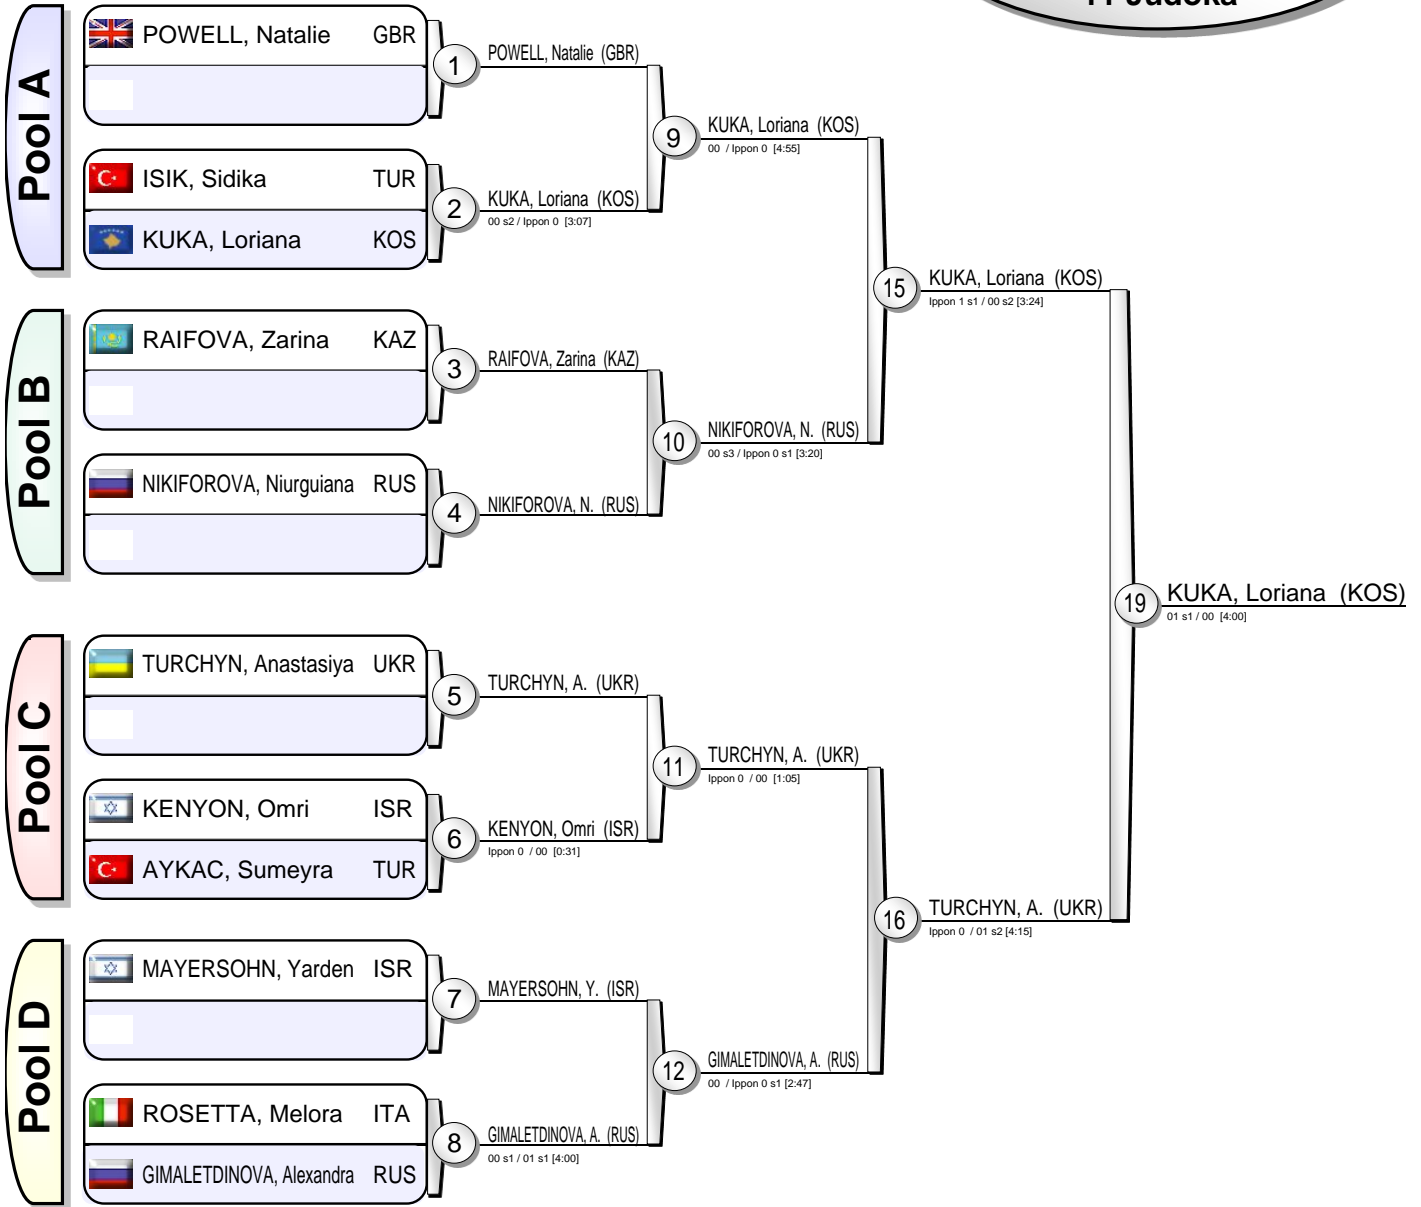 11 Judoka
Pool A
POWELL, Natalie GBR
ISIK, Sidika TUR
KUKA, Loriana KOS
Pool B
RAIFOVA, Zarina KAZ
NIKIFOROVA, Niurguiana RUS
Pool C
TURCHYN, Anastasiya UKR
KENYON, Omri ISR
AYKAC, Sumeyra TUR
Pool D
MAYERSOHN, Yarden ISR
ROSETTA, Melora ITA
GIMALETDINOVA, Alexandra RUS
1
POWELL, Natalie (GBR)
2
KUKA, Loriana (KOS)
00 s2 / Ippon 0 [3:07]
3
RAIFOVA, Zarina (KAZ)
4
NIKIFOROVA, N. (RUS)
5
TURCHYN, A. (UKR)
6
KENYON, Omri (ISR)
Ippon 0 / 00 [0:31]
7
MAYERSOHN, Y. (ISR)
8
GIMALETDINOVA, A. (RUS)
00 s1 / 01 s1 [4:00]
9
KUKA, Loriana (KOS)
00 / Ippon 0 [4:55]
10
NIKIFOROVA, N. (RUS)
00 s3 / Ippon 0 s1 [3:20]
11
TURCHYN, A. (UKR)
Ippon 0 / 00 [1:05]
12
GIMALETDINOVA, A. (RUS)
00 / Ippon 0 s1 [2:47]
15
KUKA, Loriana (KOS)
Ippon 1 s1 / 00 s2 [3:24]
16
TURCHYN, A. (UKR)
Ippon 0 / 01 s2 [4:15]
19
KUKA, Loriana (KOS)
01 s1 / 00 [4:00]